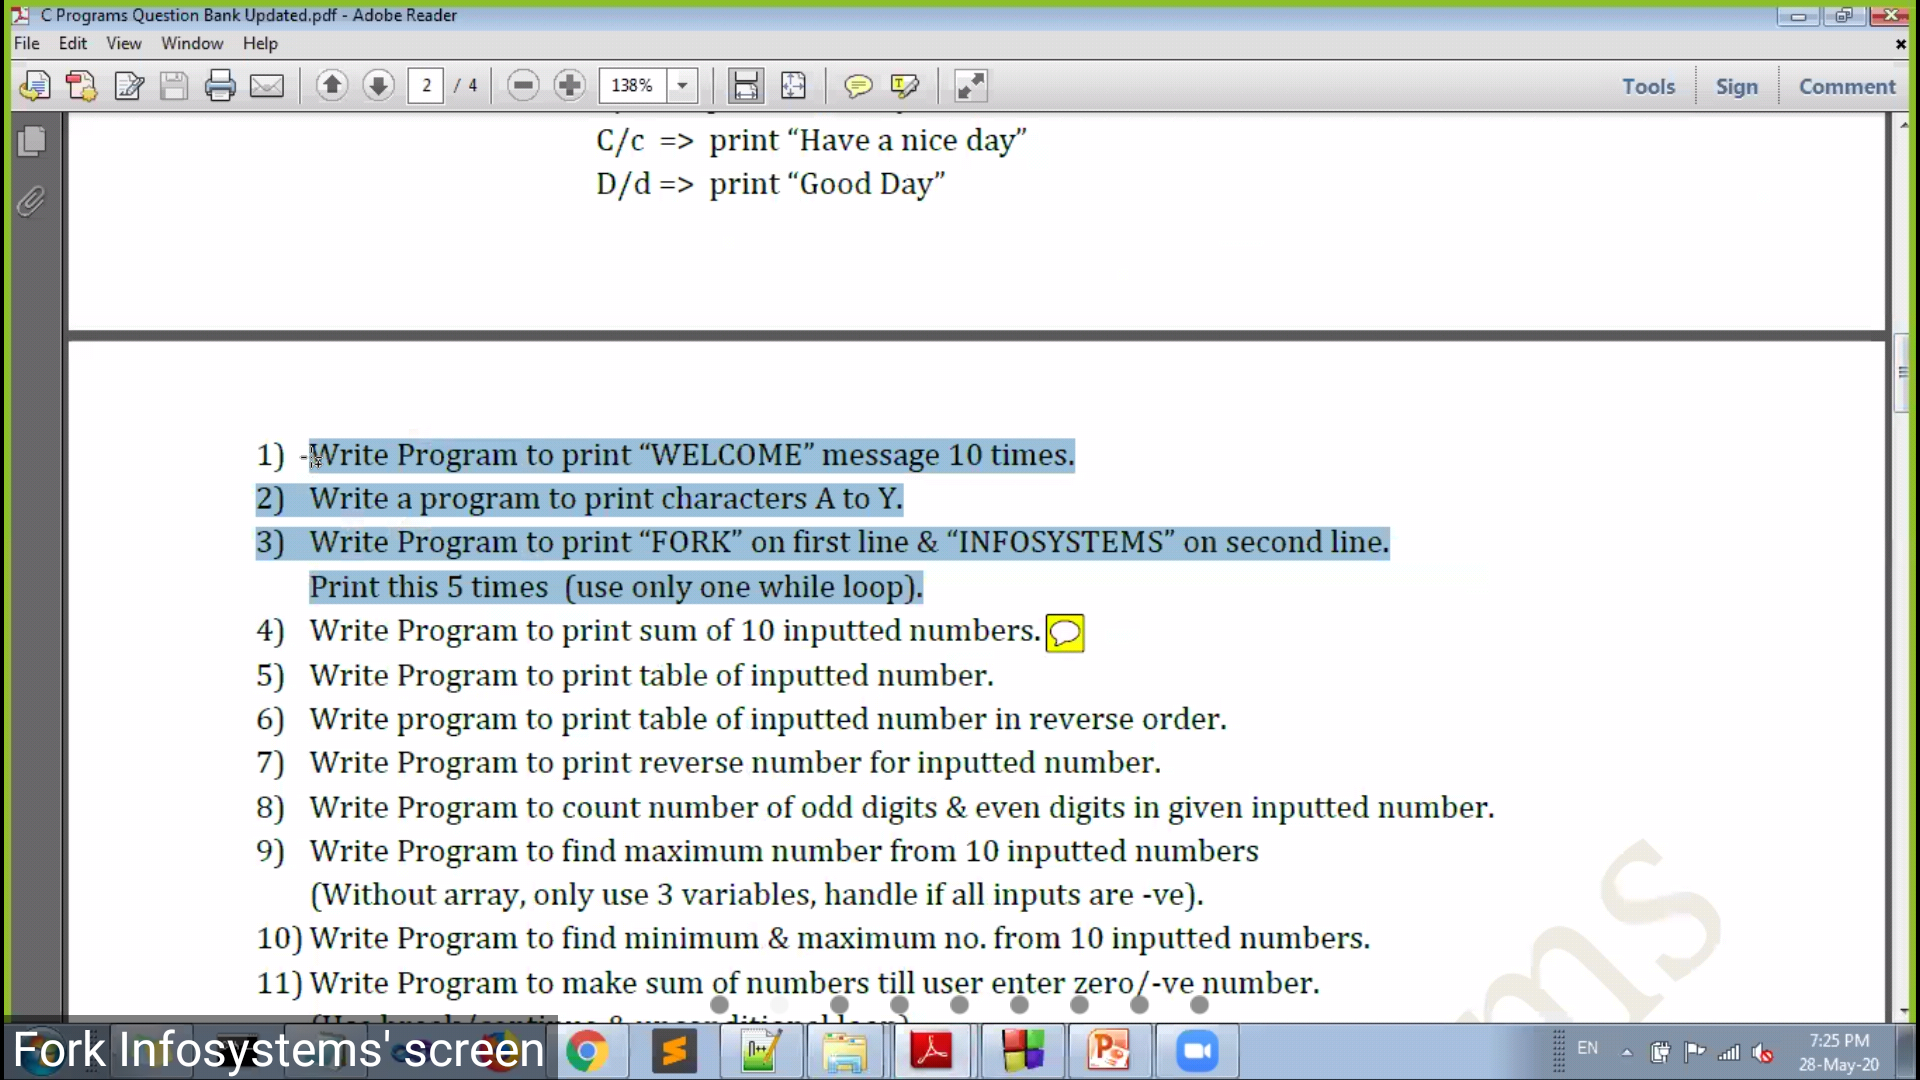 C Programs Question Bank Updated.pdf - Adobe Reader
File Edit View Window Help
2 / 4 138% Tools Sign Comment
C/c => print “Have a nice day”
D/d => print “Good Day”
1) Write Program to print “WELCOME” message 10 times.
2) Write a program to print characters A to Y.
3) Write Program to print “FORK” on first line & “INFOSYSTEMS” on second line.
Print this 5 times (use only one while loop).
4) Write Program to print sum of 10 inputted numbers.
5) Write Program to print table of inputted number.
6) Write program to print table of inputted number in reverse order.
7) Write Program to print reverse number for inputted number.
8) Write Program to count number of odd digits & even digits in given inputted number.
9) Write Program to find maximum number from 10 inputted numbers
(Without array, only use 3 variables, handle if all inputs are -ve).
10) Write Program to find minimum & maximum no. from 10 inputted numbers.
11) Write Program to make sum of numbers till user enter zero/-ve number.
ms
Fork Infosystems' screen
EN
7:25 PM
28-May-20